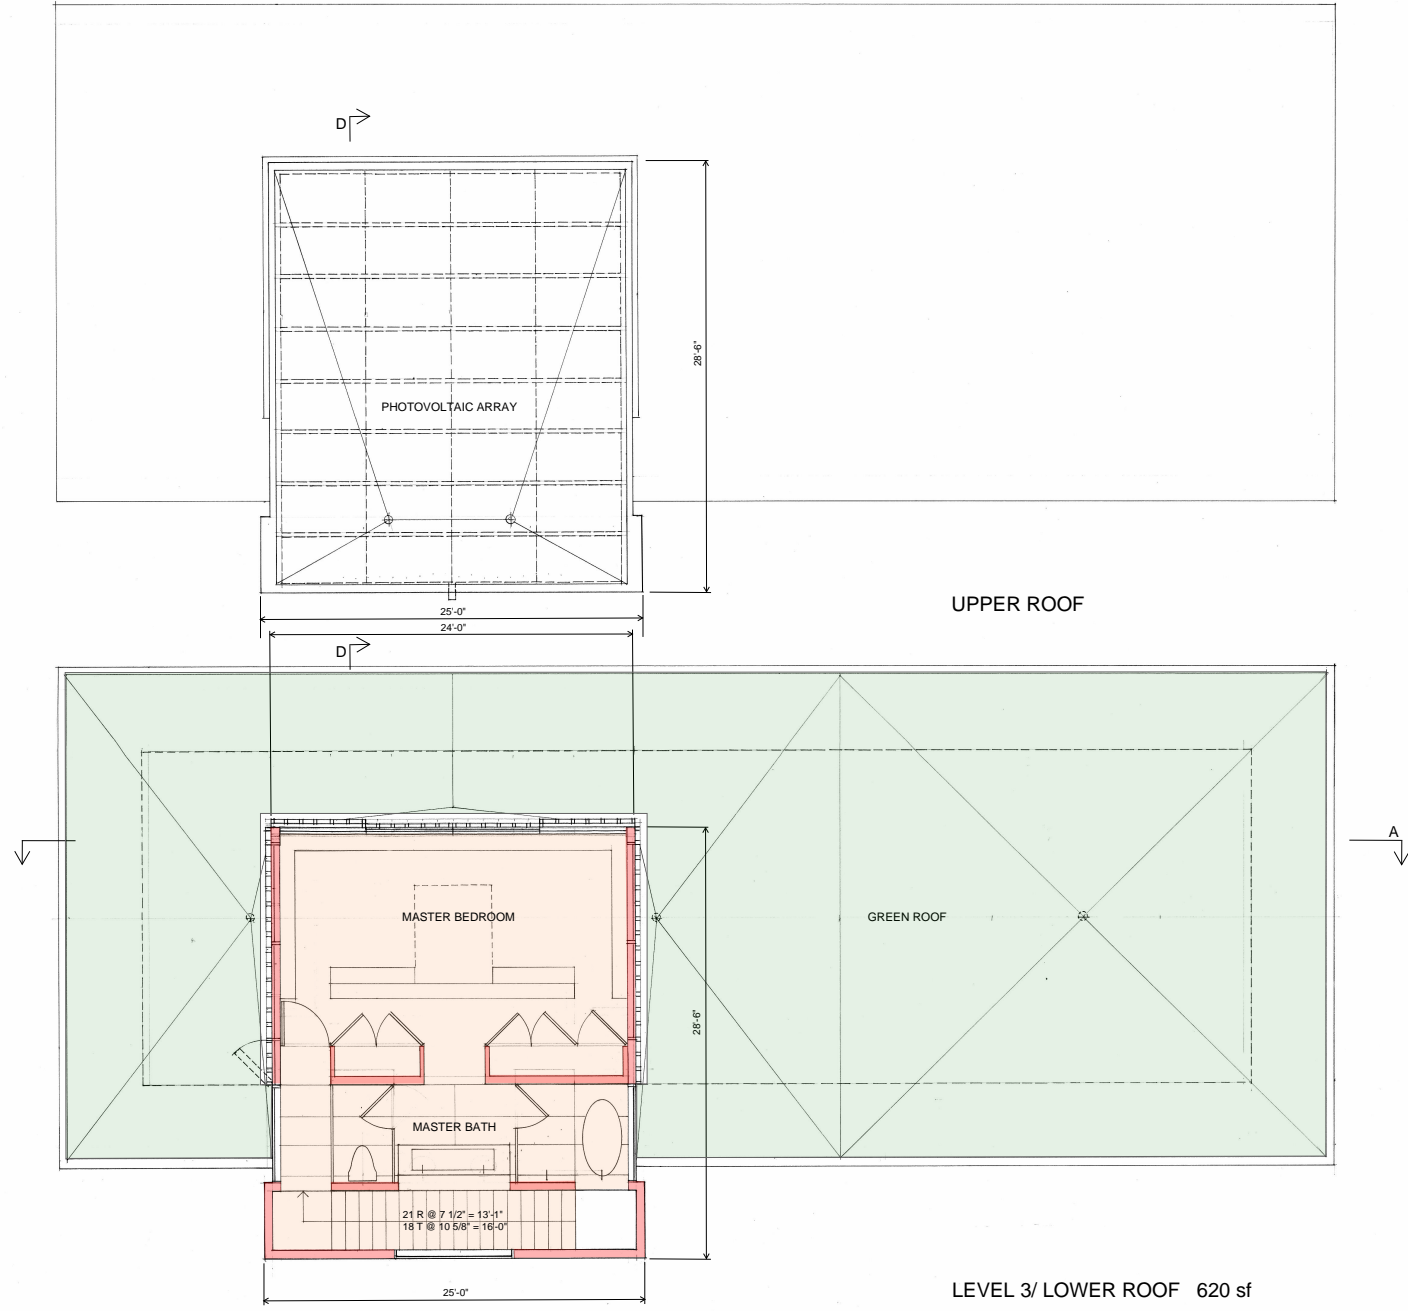 D
28'-6"
PHOTOVOLTAIC ARRAY
UPPER ROOF
25'-0"
24'-0"
D
A
MASTER BEDROOM
GREEN ROOF
28'-6"
MASTER BATH
21 R @ 7 1/2" = 13'-1"
18 T @ 10 5/8" = 16'-0"
25'-0"
LEVEL 3/ LOWER ROOF 620 sf